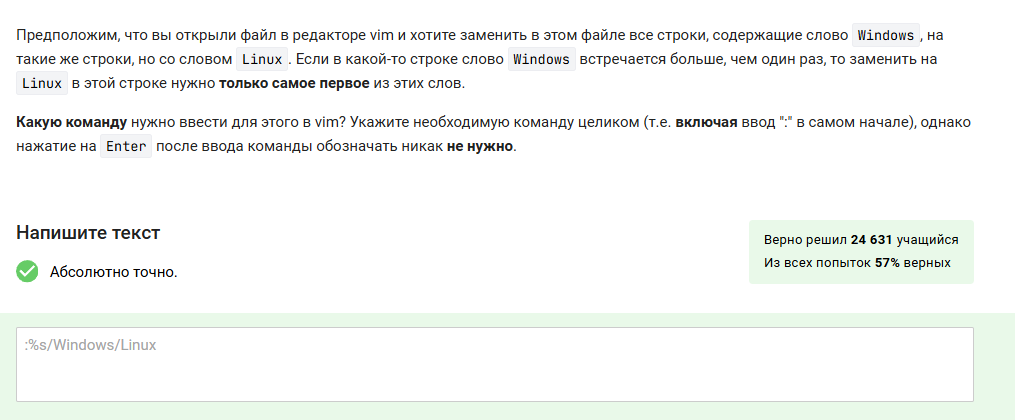 Предположим, что вы открыли файл в редакторе vim и хотите заменить в этом файле все строки, содержащие слово Windows, на
такие же строки, но со словом Linux. Если в какой-то строке слово Windows встречается больше, чем один раз, то заменить на
Linux в этой строке нужно только самое первое из этих слов.
Какую команду нужно ввести для этого в vim? Укажите необходимую команду целиком (т.е. включая ввод ":" в самом начале), однако
нажатие на Enter после ввода команды обозначать никак не нужно.
Напишите текст
Верно решил 24 631 учащийся
Из всех попыток 57% верных
Абсолютно точно.
:%s/Windows/Linux